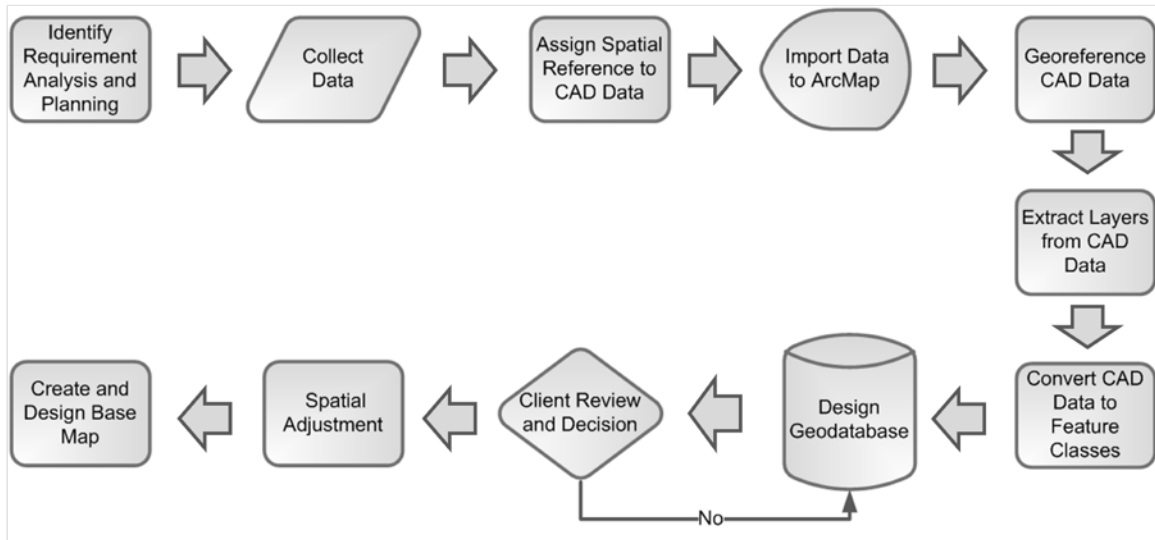 Identify
Requirement
Analysis and
Planning
Collect
Data
Assign Spatial
Reference to
CAD Data
Import Data
to ArcMap
Georeference
CAD Data
Extract Layers
from CAD
Data
Convert CAD
Data to
Feature
Classes
Design
Geodatabase
Client Review
and Decision
No
Spatial
Adjustment
Create and
Design Base
Map